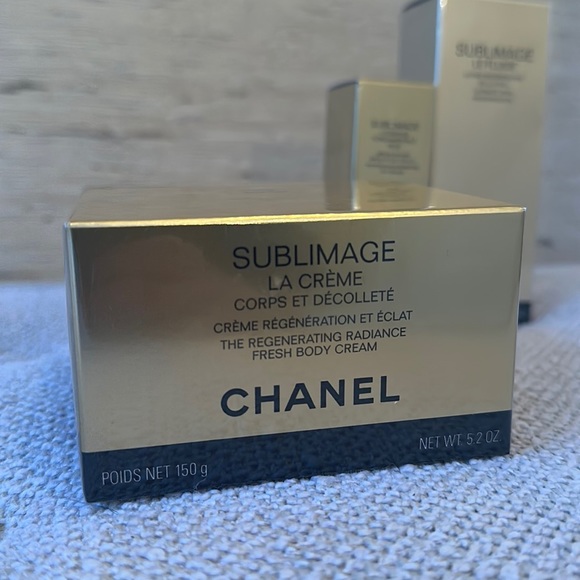 SUBLIMAGE
SUBLIMAGE
SUBLIMAGE
LA CRÈME
CORPS ET DÉCOLLETÉ
CRÈME RÉGÉNÉRATION ET ÉCLAT
THE REGENERATING RADIANCE
FRESH BODY CREAM
CHANEL
POIDS NET 150 g
NET WT. 5.2 OZ